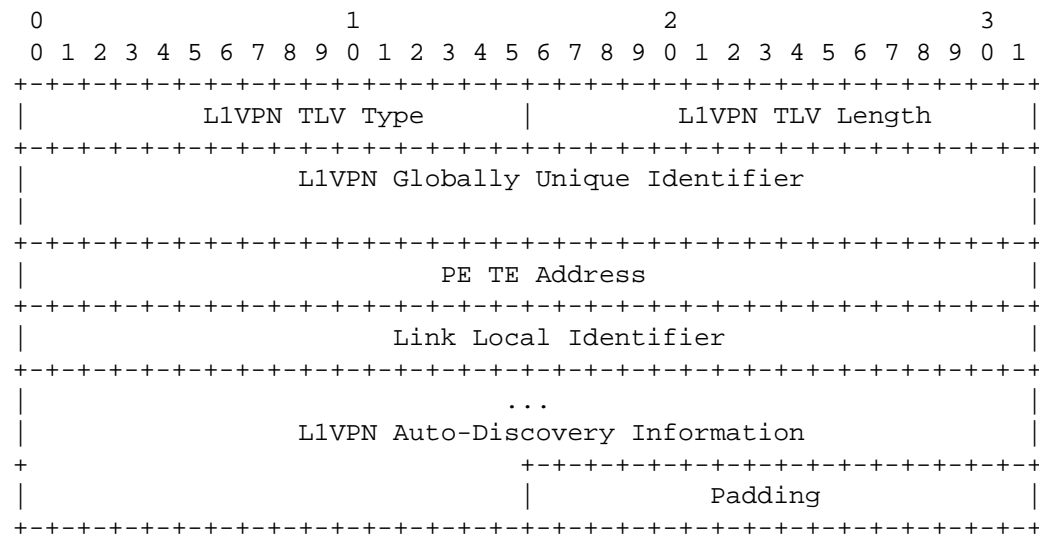 0                   1                   2                   3
0 1 2 3 4 5 6 7 8 9 0 1 2 3 4 5 6 7 8 9 0 1 2 3 4 5 6 7 8 9 0 1
+-+-+-+-+-+-+-+-+-+-+-+-+-+-+-+-+-+-+-+-+-+-+-+-+-+-+-+-+-+-+-+-+
|           L1VPN TLV Type      |         L1VPN TLV Length      |
+-+-+-+-+-+-+-+-+-+-+-+-+-+-+-+-+-+-+-+-+-+-+-+-+-+-+-+-+-+-+-+-+
|                 L1VPN Globally Unique Identifier              |
|                                                               |
+-+-+-+-+-+-+-+-+-+-+-+-+-+-+-+-+-+-+-+-+-+-+-+-+-+-+-+-+-+-+-+-+
|                          PE TE Address                        |
+-+-+-+-+-+-+-+-+-+-+-+-+-+-+-+-+-+-+-+-+-+-+-+-+-+-+-+-+-+-+-+-+
|                       Link Local Identifier                   |
+-+-+-+-+-+-+-+-+-+-+-+-+-+-+-+-+-+-+-+-+-+-+-+-+-+-+-+-+-+-+-+-+
|                              ...                              |
|                 L1VPN Auto-Discovery Information              |
+                               +-+-+-+-+-+-+-+-+-+-+-+-+-+-+-+-+
|                               |           Padding             |
+-+-+-+-+-+-+-+-+-+-+-+-+-+-+-+-+-+-+-+-+-+-+-+-+-+-+-+-+-+-+-+-+